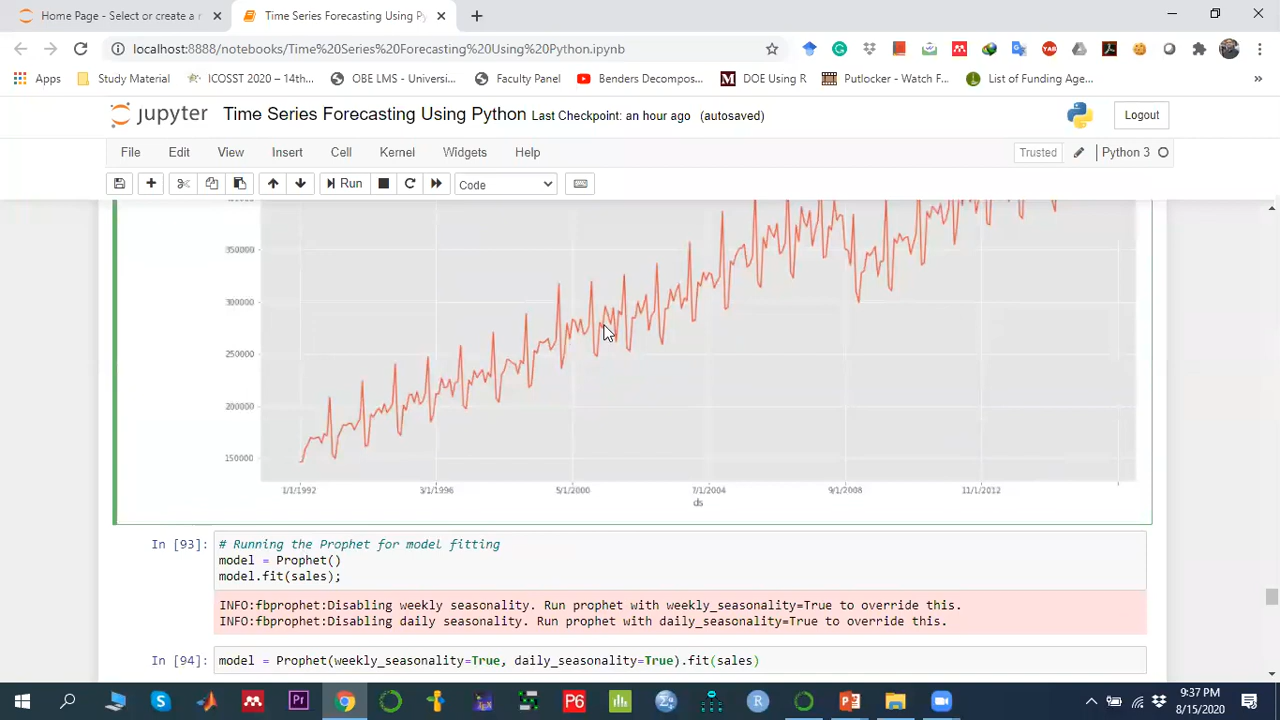 Home Page - Select or create a
Time Series Forecasting Using Py
localhost:8888/notebooks/Time%20Series%20Forecasting%20Using%20Python.ipynb
Apps Study Material ICOSST 2020 – 14th... OBE LMS - Universi... Faculty Panel Benders Decompos... DOE Using R Putlocker - Watch F... List of Funding Age... »
jupyter Time Series Forecasting Using Python Last Checkpoint: an hour ago (autosaved) Logout
File Edit View Insert Cell Kernel Widgets Help Trusted Python 3
Run Code
350000
300000
250000
200000
150000
1/1/1992 3/1/1996 5/1/2000 7/1/2004 9/1/2008 11/1/2012
ds
In [93]: # Running the Prophet for model fitting
model = Prophet()
model.fit(sales);
INFO:fbprophet:Disabling weekly seasonality. Run prophet with weekly_seasonality=True to override this.
INFO:fbprophet:Disabling daily seasonality. Run prophet with daily_seasonality=True to override this.
In [94]: model = Prophet(weekly_seasonality=True, daily_seasonality=True).fit(sales)
9:37 PM
8/15/2020